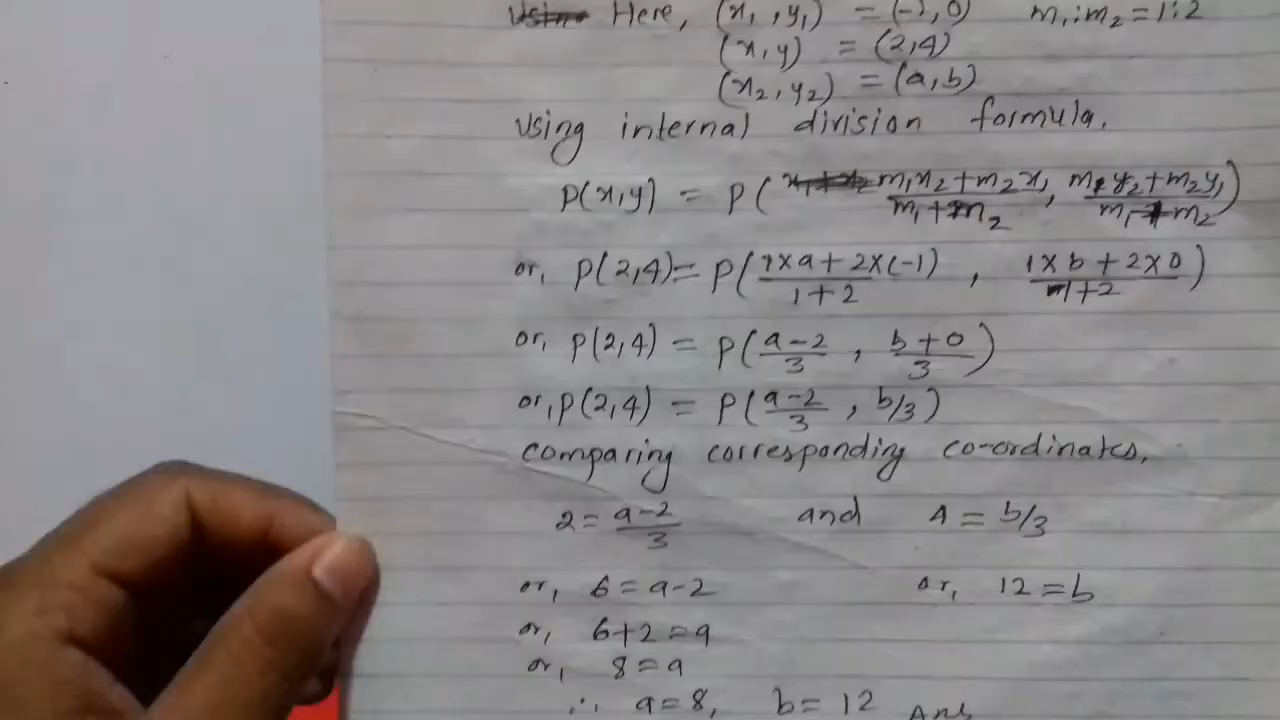 Here, (x₁, y₁) = (-1, 0) m₁:m₂ = 1:2
(x, y) = (2, 4)
(x₂, y₂) = (a, b)
Using internal division formula,
P(x, y) = P( (m₁x₂ + m₂x₁)/(m₁ + m₂), (m₁y₂ + m₂y₁)/(m₁ + m₂) )
or, P(2, 4) = P( (1×a + 2×(-1))/(1+2), (1×b + 2×0)/(1+2) )
or, P(2, 4) = P( (a-2)/3, (b+0)/3 )
or, P(2, 4) = P( (a-2)/3, b/3 )
comparing corresponding co-ordinates,
2 = (a-2)/3 and 4 = b/3
or, 6 = a-2 or, 12 = b
or, 6+2 = a
or, 8 = a
∴ a = 8, b = 12 Ans